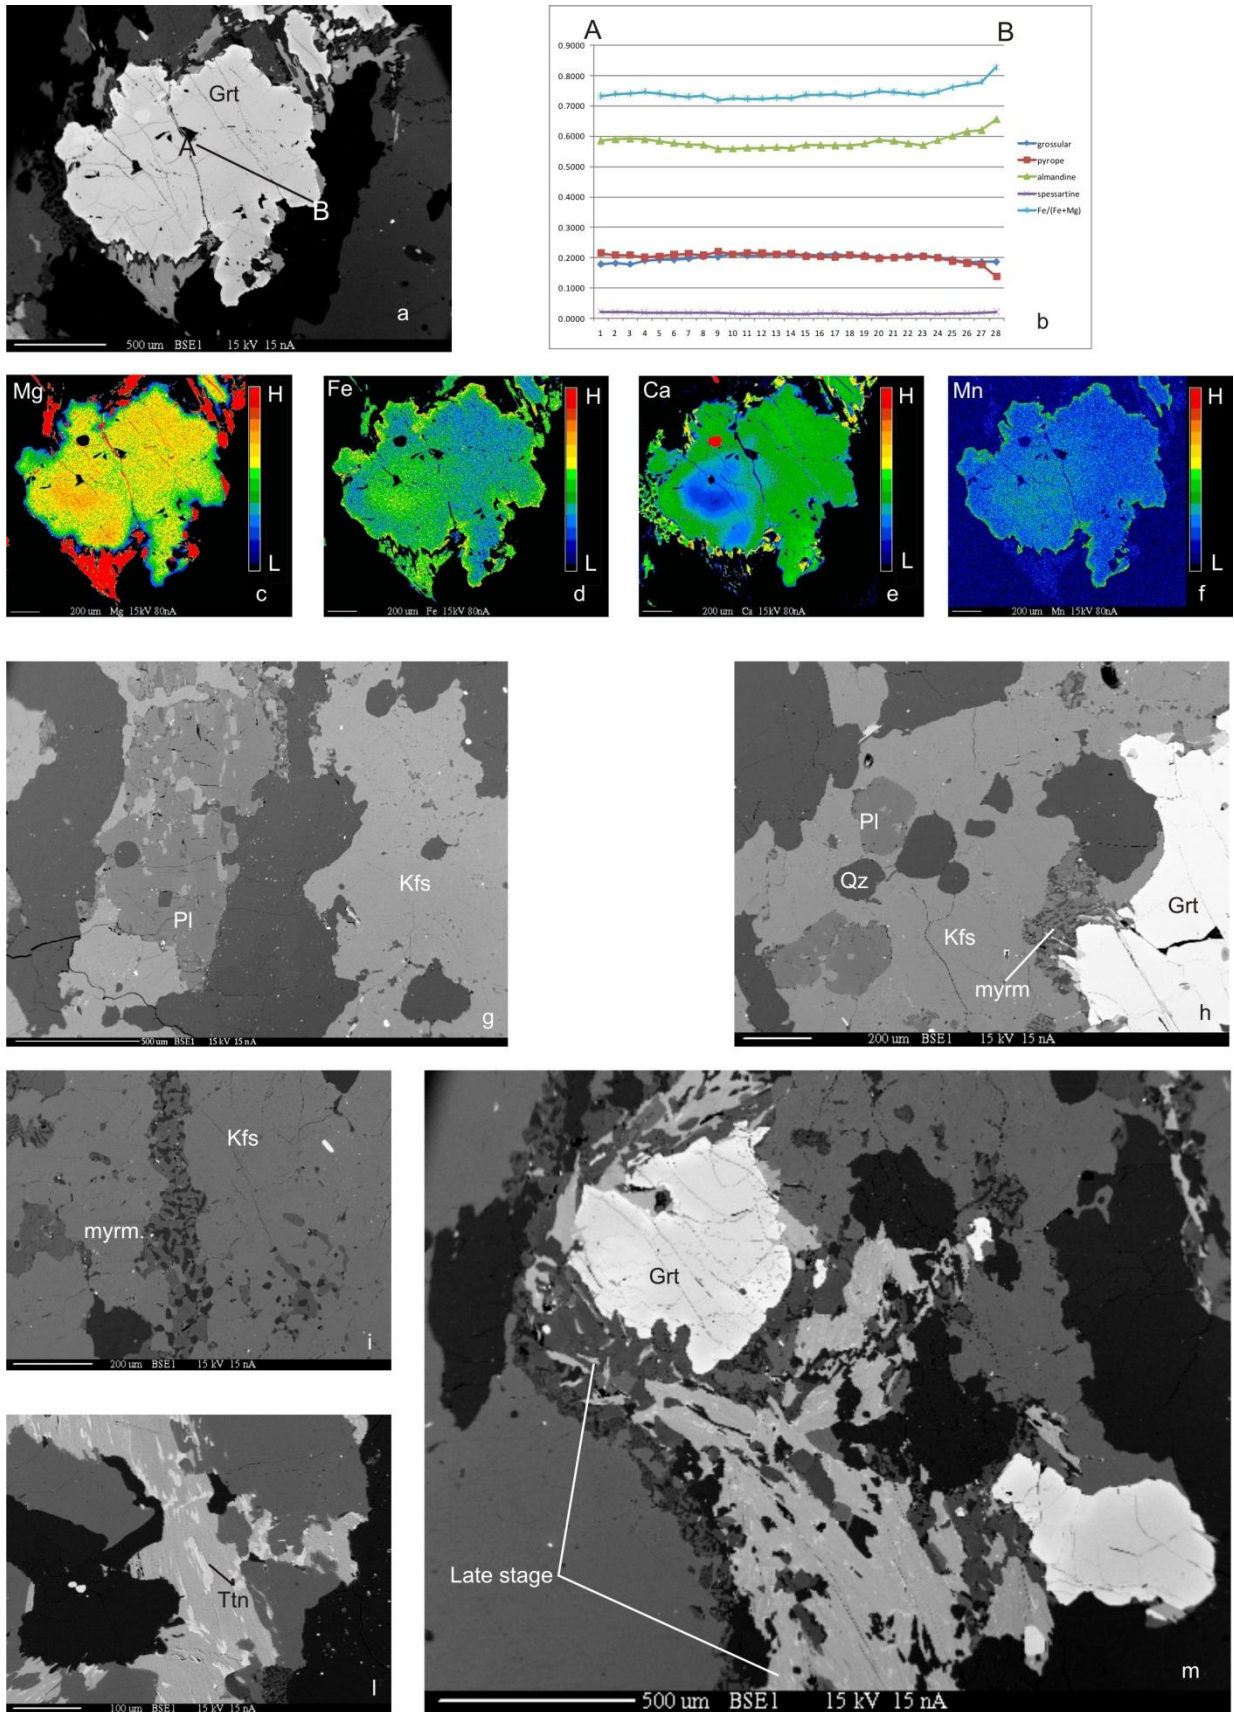 Grt
A
B
a
500 um BSE1 15 kV 15 nA
A
B
0.9000
0.8000
0.7000
0.6000
0.5000
0.4000
0.3000
0.2000
0.1000
0.0000
1 2 3 4 5 6 7 8 9 10 11 12 13 14 15 16 17 18 19 20 21 22 23 24 25 26 27 28
grossular
pyrope
almandine
spessartine
Fe/(Fe+Mg)
b
Mg
H
L
200 um Mg 15kV 80nA
c
Fe
H
L
200 um Fe 15kV 80nA
d
Ca
H
L
200 um Ca 15kV 80nA
e
Mn
H
L
200 um Mn 15kV 80nA
f
Kfs
Pl
g
500 um BSE1 15 kV 15 nA
Pl
Qz
Grt
Kfs
myrm
h
200 um BSE1 15 kV 15 nA
Kfs
myrm.
i
200 um BSE1 15 kV 15 nA
Ttn
l
100 um BSE1 15 kV 15 nA
Grt
Late stage
m
500 um BSE1 15 kV 15 nA